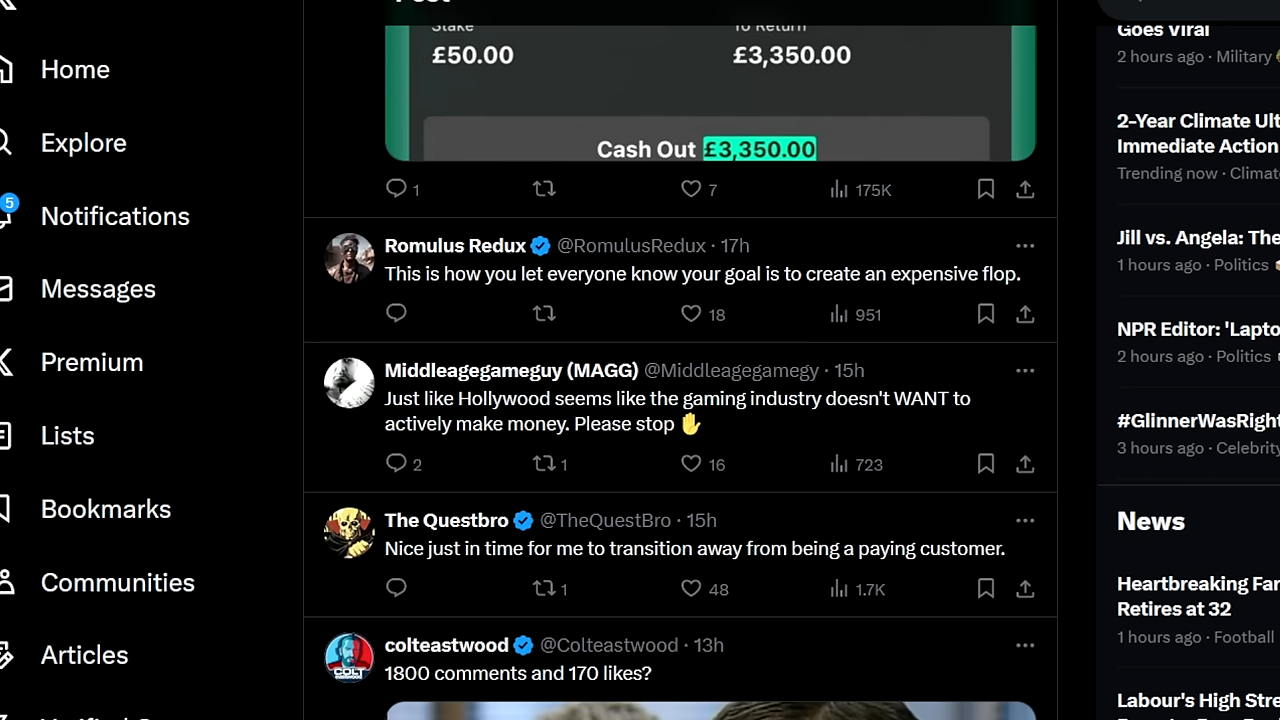 Home
Explore
5
Notifications
Messages
Premium
Lists
Bookmarks
Communities
Articles
Post
Stake
To Return
£50.00
£3,350.00
Cash Out £3,350.00
1
7
175K
Romulus Redux @RomulusRedux · 17h
This is how you let everyone know your goal is to create an expensive flop.
18
951
Middleagegameguy (MAGG) @Middleagegamegy · 15h
Just like Hollywood seems like the gaming industry doesn't WANT to
actively make money. Please stop ✋
2
1
16
723
The Questbro @TheQuestBro · 15h
Nice just in time for me to transition away from being a paying customer.
1
48
1.7K
colteastwood @Colteastwood · 13h
1800 comments and 170 likes?
COLT
Goes Viral
2 hours ago · Military
2-Year Climate Ult
Immediate Action
Trending now · Climat
Jill vs. Angela: The
1 hours ago · Politics
NPR Editor: 'Lapto
2 hours ago · Politics
#GlinnerWasRight
3 hours ago · Celebrity
News
Heartbreaking Far
Retires at 32
1 hours ago · Football
Labour's High Stre